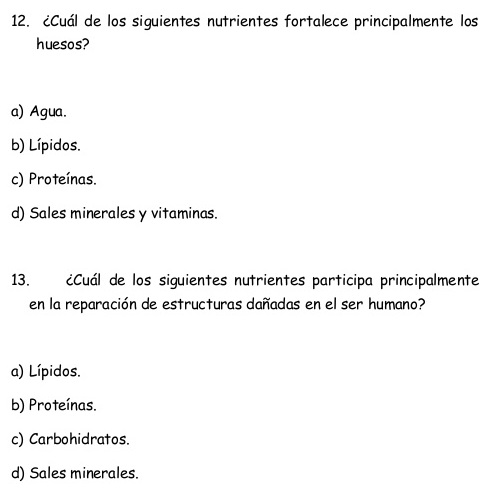 12. ¿Cuál de los siguientes nutrientes fortalece principalmente los
huesos?
a) Agua.
b) Lípidos.
c) Proteínas.
d) Sales minerales y vitaminas.
13. ¿Cuál de los siguientes nutrientes participa principalmente
en la reparación de estructuras dañadas en el ser humano?
a) Lípidos.
b) Proteínas.
c) Carbohidratos.
d) Sales minerales.